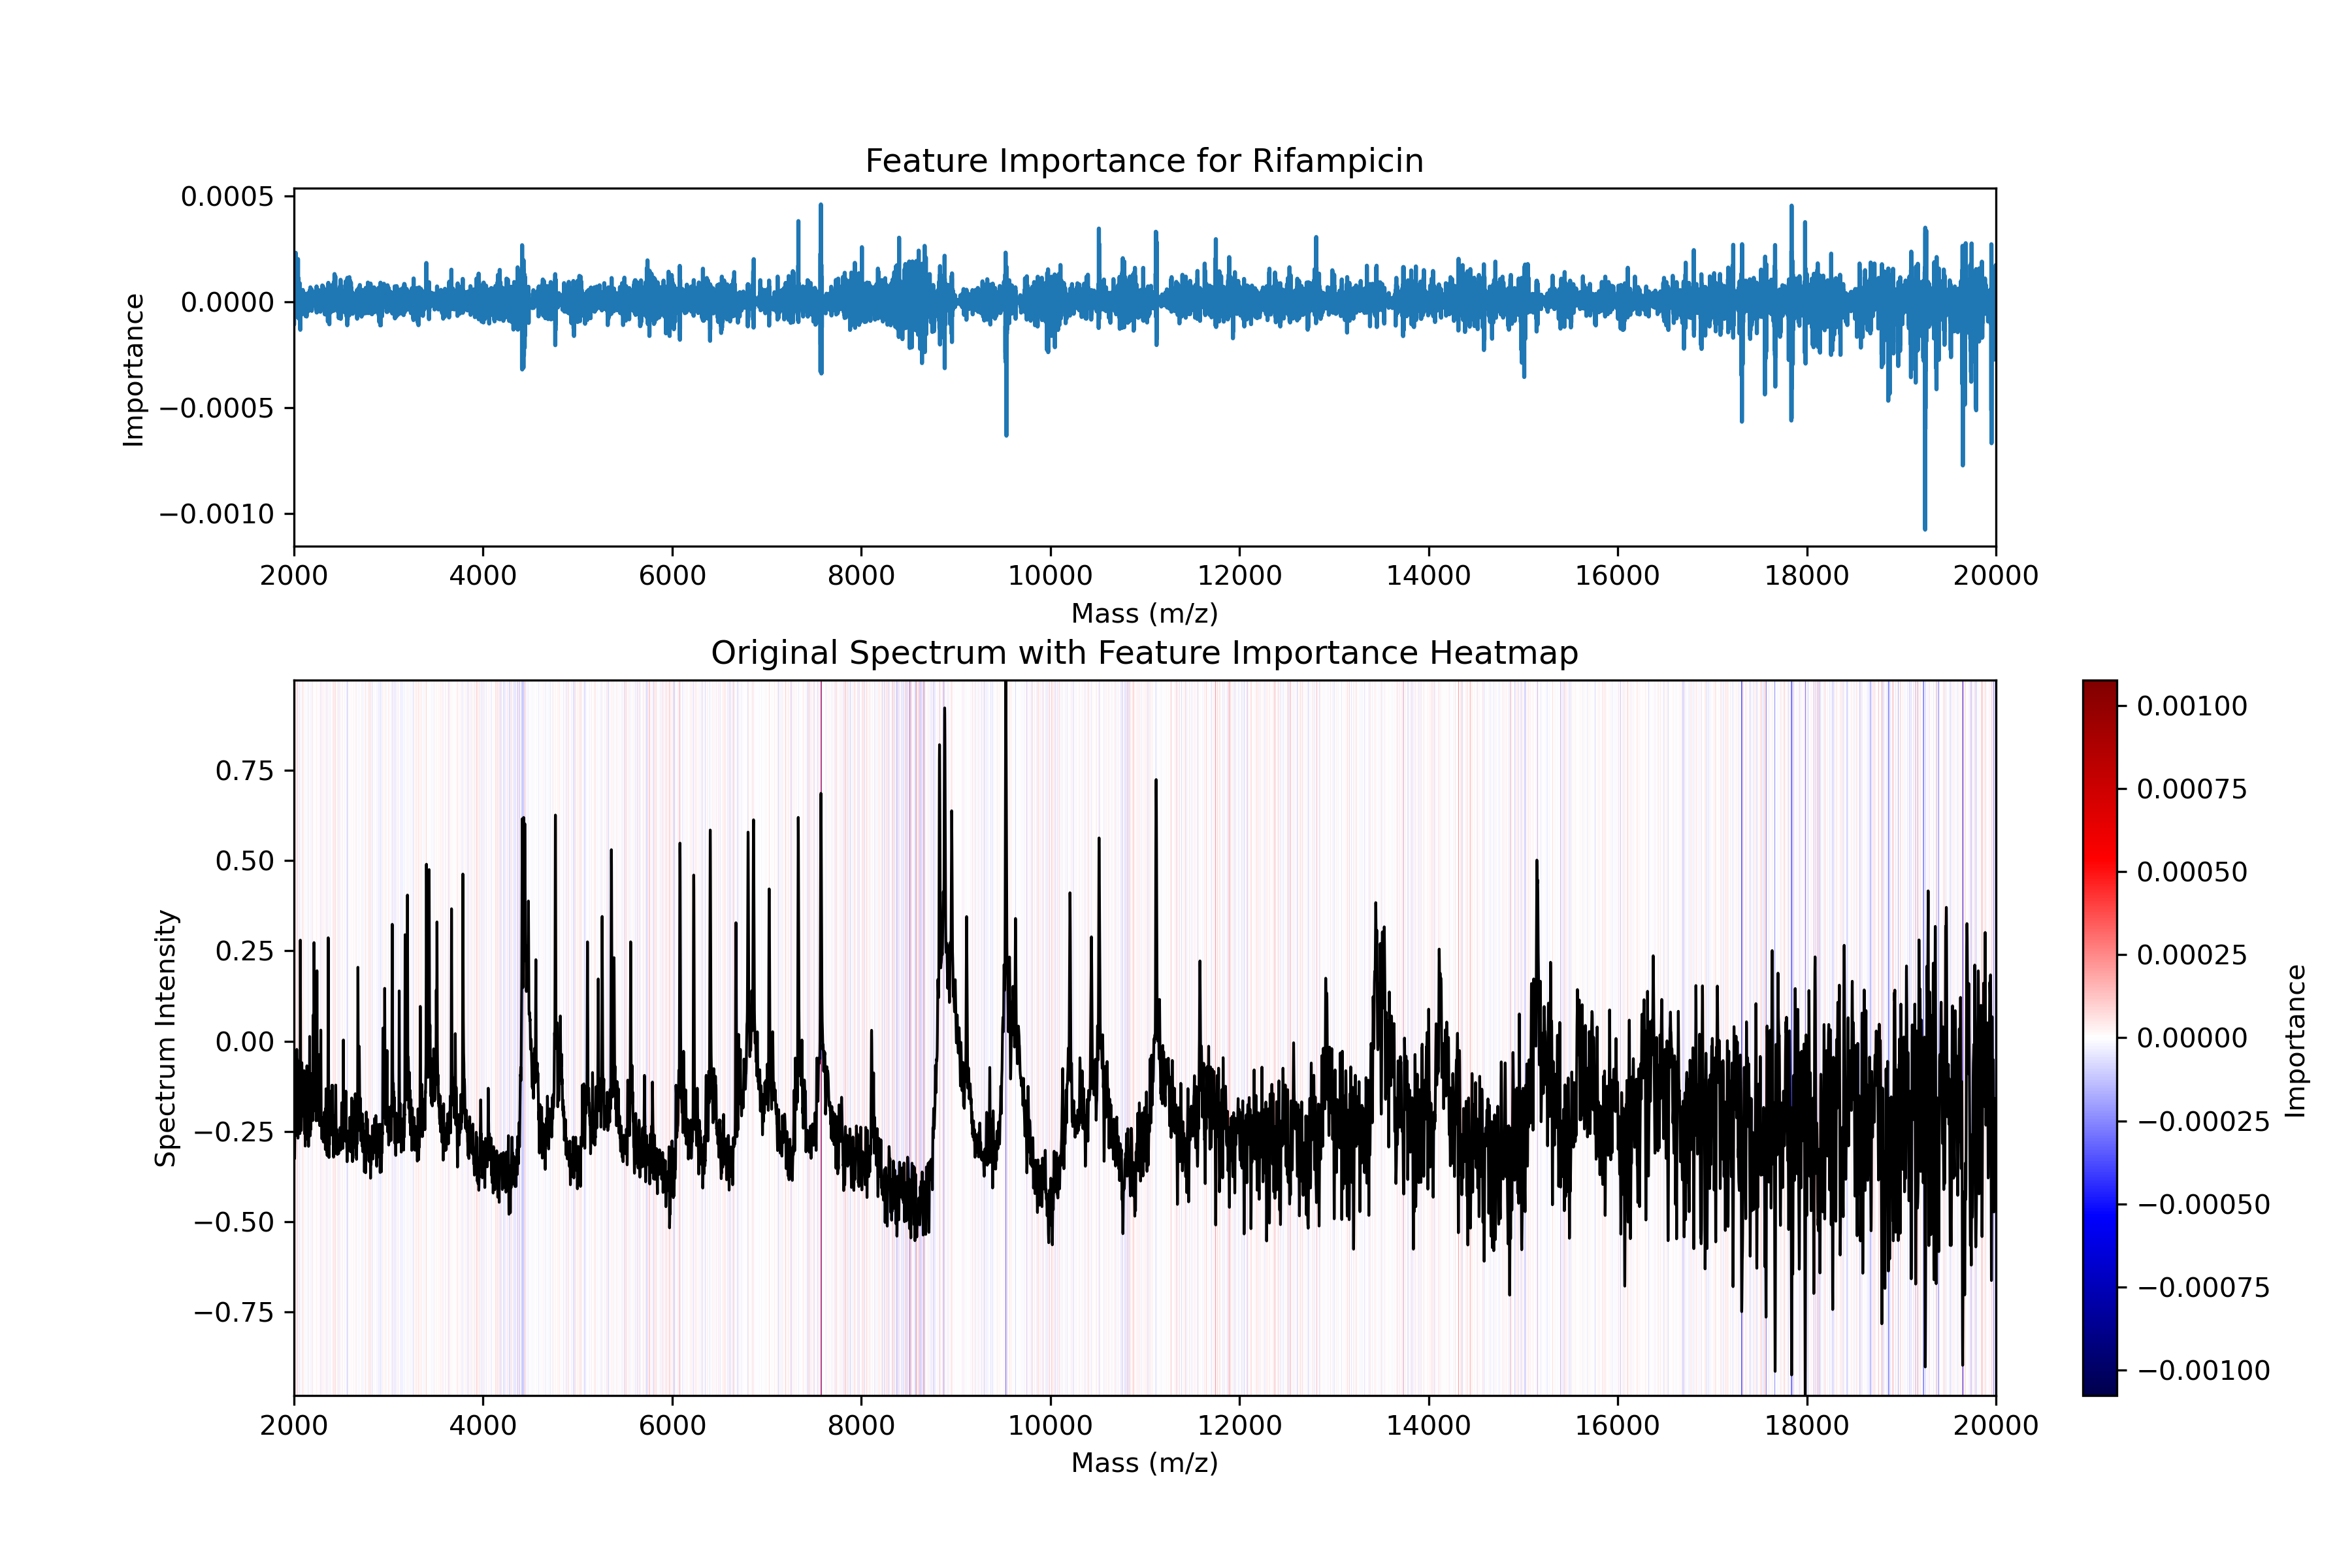 Feature Importance for Rifampicin
0.0005
0.0000
−0.0005
−0.0010
Importance
2000 4000 6000 8000 10000 12000 14000 16000 18000 20000
Mass (m/z)
Original Spectrum with Feature Importance Heatmap
0.75
0.50
0.25
0.00
−0.25
−0.50
−0.75
Spectrum Intensity
2000 4000 6000 8000 10000 12000 14000 16000 18000 20000
Mass (m/z)
0.00100
0.00075
0.00050
0.00025
0.00000
−0.00025
−0.00050
−0.00075
−0.00100
Importance